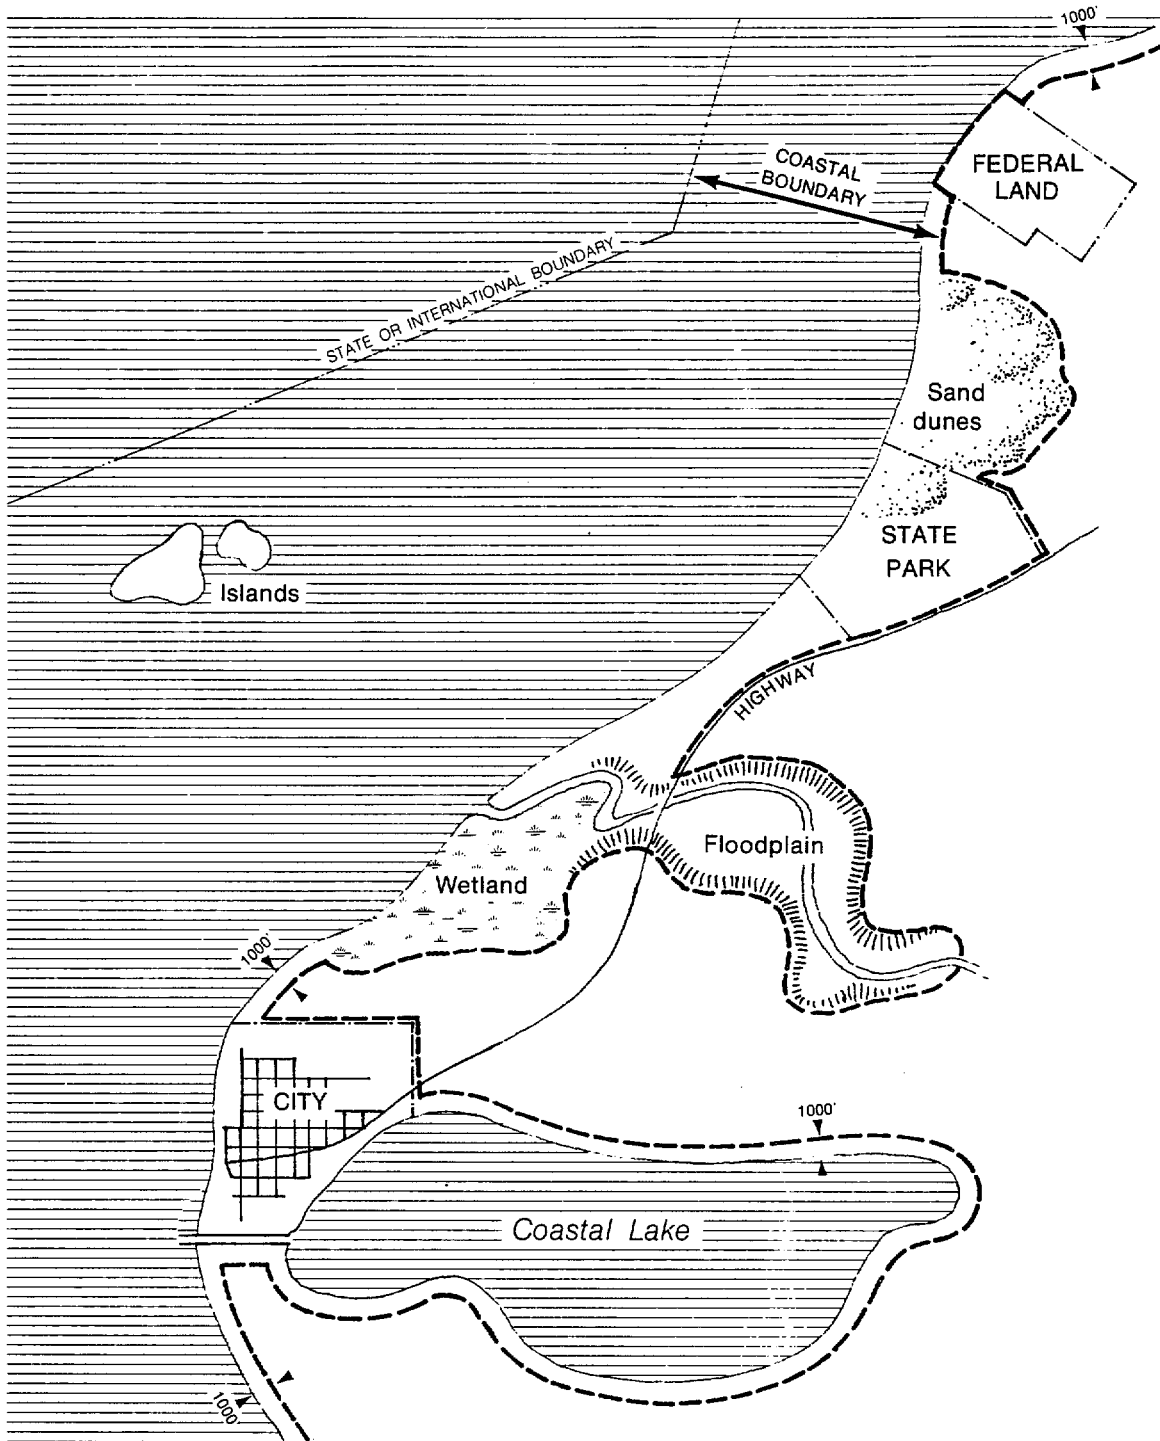 1000'
COASTAL
BOUNDARY
FEDERAL
LAND
STATE OR INTERNATIONAL BOUNDARY
Sand
dunes
STATE
PARK
Islands
HIGHWAY
Floodplain
Wetland
1000'
CITY
1000'
Coastal Lake
1000'